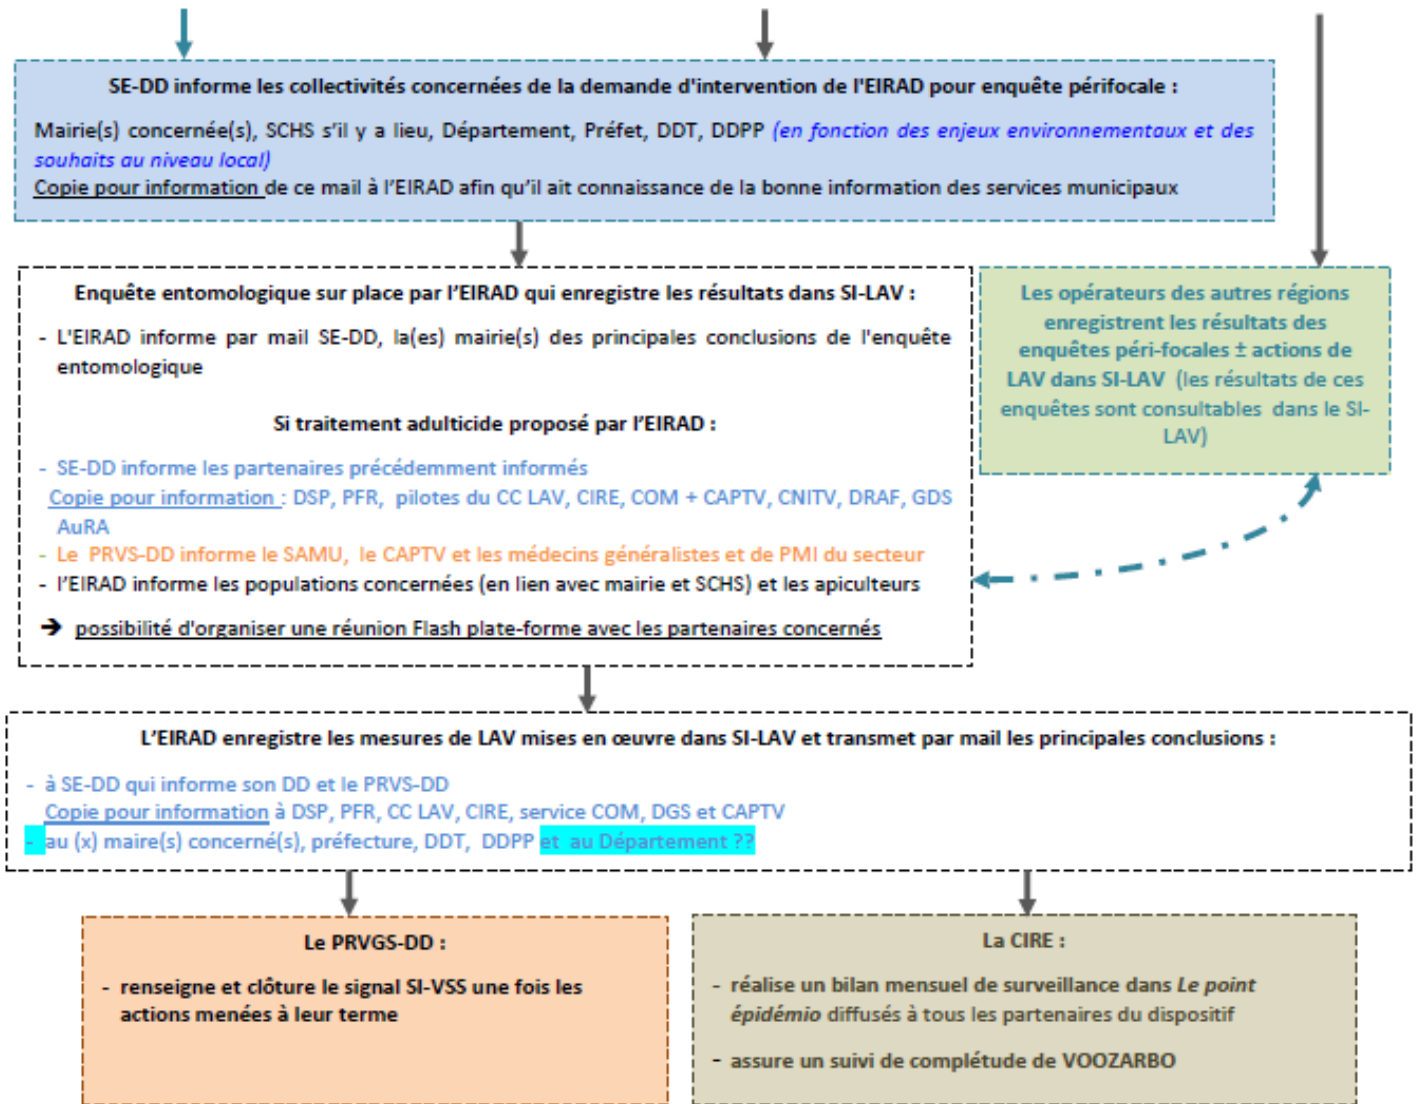 SE-DD informe les collectivités concernées de la demande d'intervention de l'EIRAD pour enquête périfocale :
Mairie(s) concernée(s), SCHS s'il y a lieu, Département, Préfet, DDT, DDPP (en fonction des enjeux environnementaux et des
souhaits au niveau local)
Copie pour information de ce mail à l'EIRAD afin qu'il ait connaissance de la bonne information des services municipaux
Enquête entomologique sur place par l'EIRAD qui enregistre les résultats dans SI-LAV :
- L'EIRAD informe par mail SE-DD, la(es) mairie(s) des principales conclusions de l'enquête
entomologique
Si traitement adulticide proposé par l'EIRAD :
- SE-DD informe les partenaires précédemment informés
Copie pour information : DSP, PFR, pilotes du CC LAV, CIRE, COM + CAPTV, CNITV, DRAF, GDS
AuRA
- Le PRVS-DD informe le SAMU, le CAPTV et les médecins généralistes et de PMI du secteur
- l'EIRAD informe les populations concernées (en lien avec mairie et SCHS) et les apiculteurs
➔ possibilité d'organiser une réunion Flash plate-forme avec les partenaires concernés
Les opérateurs des autres régions
enregistrent les résultats des
enquêtes péri-focales ± actions de
LAV dans SI-LAV (les résultats de ces
enquêtes sont consultables dans le SI-
LAV)
L'EIRAD enregistre les mesures de LAV mises en œuvre dans SI-LAV et transmet par mail les principales conclusions :
- à SE-DD qui informe son DD et le PRVS-DD
Copie pour information à DSP, PFR, CC LAV, CIRE, service COM, DGS et CAPTV
- au (x) maire(s) concerné(s), préfecture, DDT, DDPP et au Département ??
Le PRVGS-DD :
- renseigne et clôture le signal SI-VSS une fois les
actions menées à leur terme
La CIRE :
- réalise un bilan mensuel de surveillance dans Le point
épidémio diffusés à tous les partenaires du dispositif
- assure un suivi de complétude de VOOZARBO